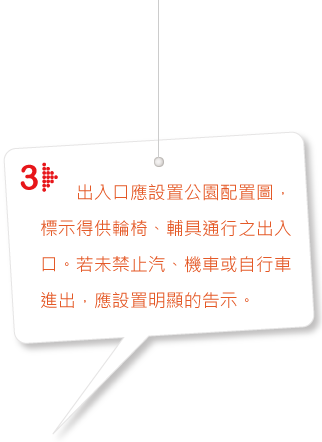 3
出入口應設置公園配置圖，
標示得供輪椅、輔具通行之出入
口。若未禁止汽、機車或自行車
進出，應設置明顯的告示。